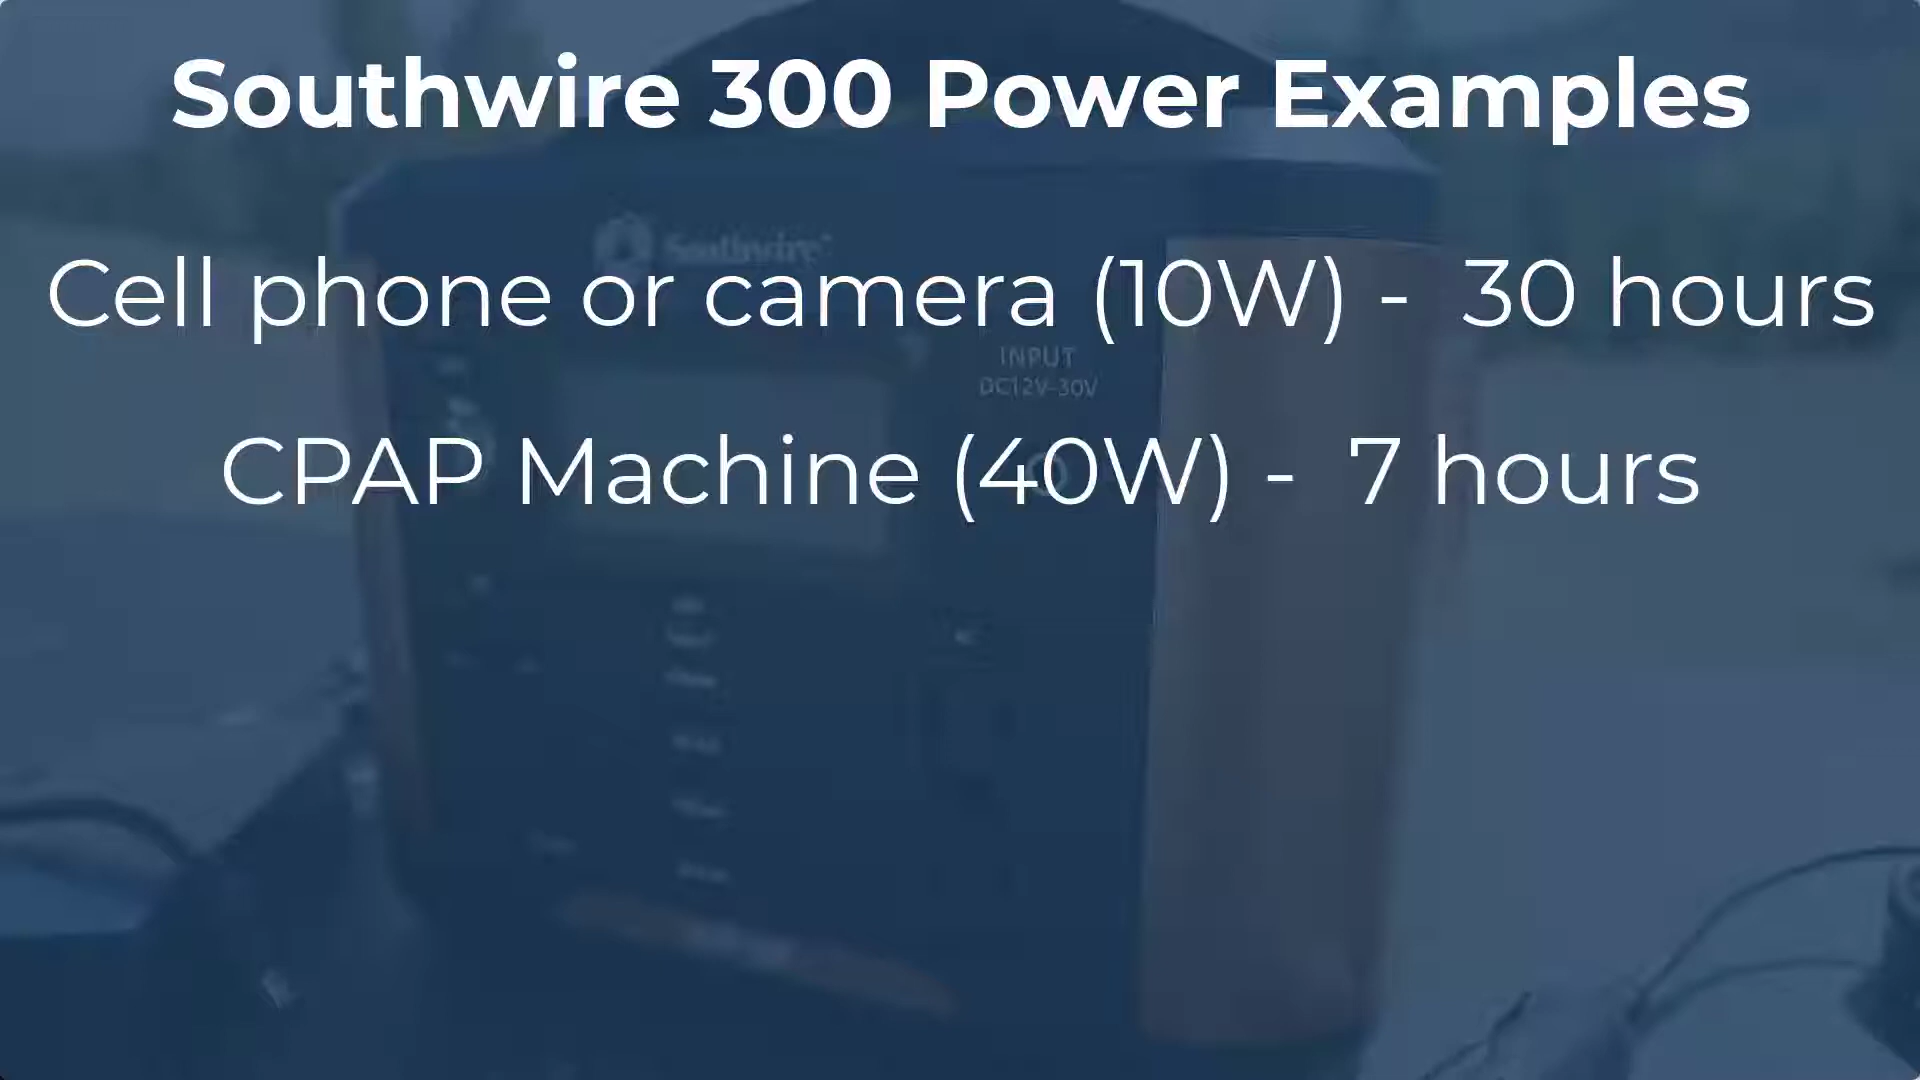 Southwire 300 Power Examples
Southwire
Cell phone or camera (10W) - 30 hours
INPUT
DC12V-30V
CPAP Machine (40W) - 7 hours